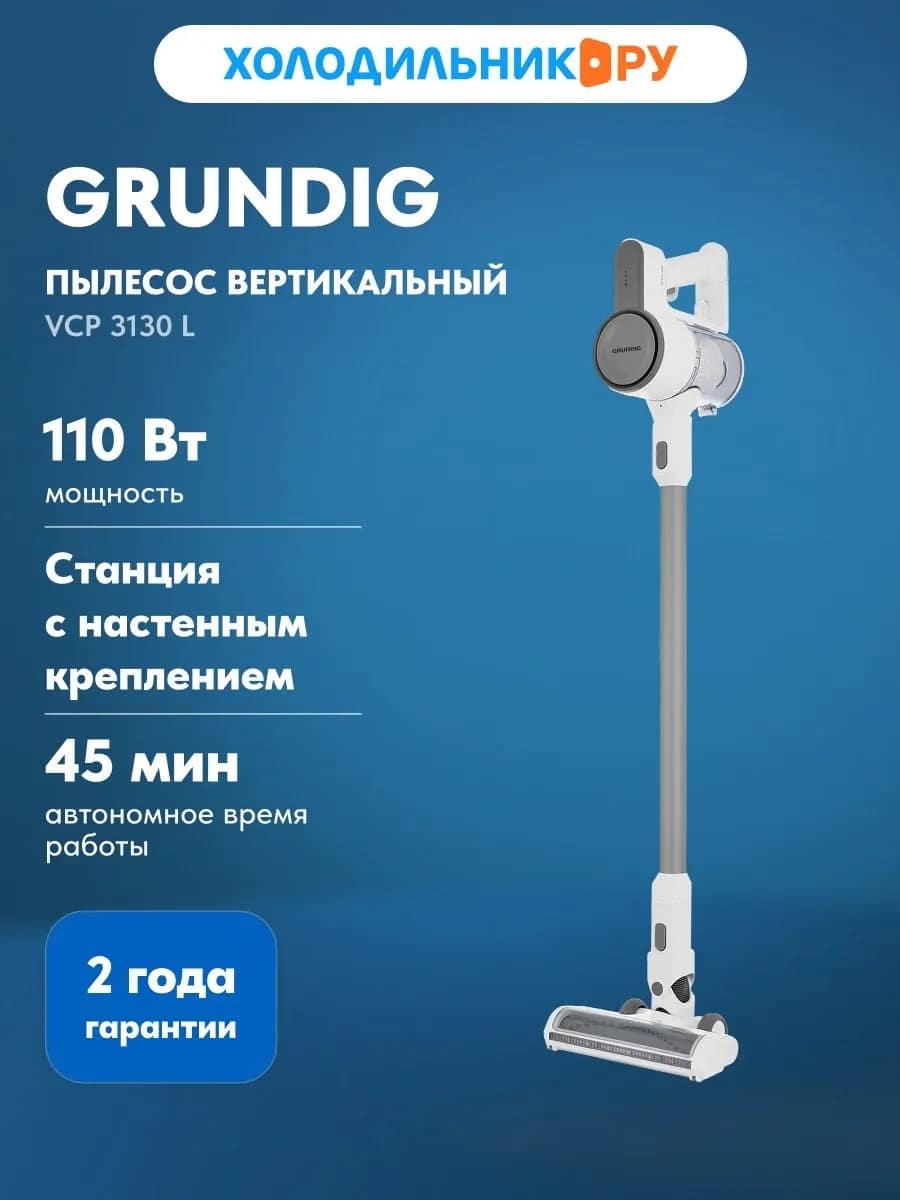 ХОЛОДИЛЬНИК.РУ
GRUNDIG
ПЫЛЕСОС ВЕРТИКАЛЬНЫЙ
VCP 3130 L
GRUNDIG
110 Вт
мощность
Станция
с настенным
креплением
45 мин
автономное время
работы
2 года
гарантии